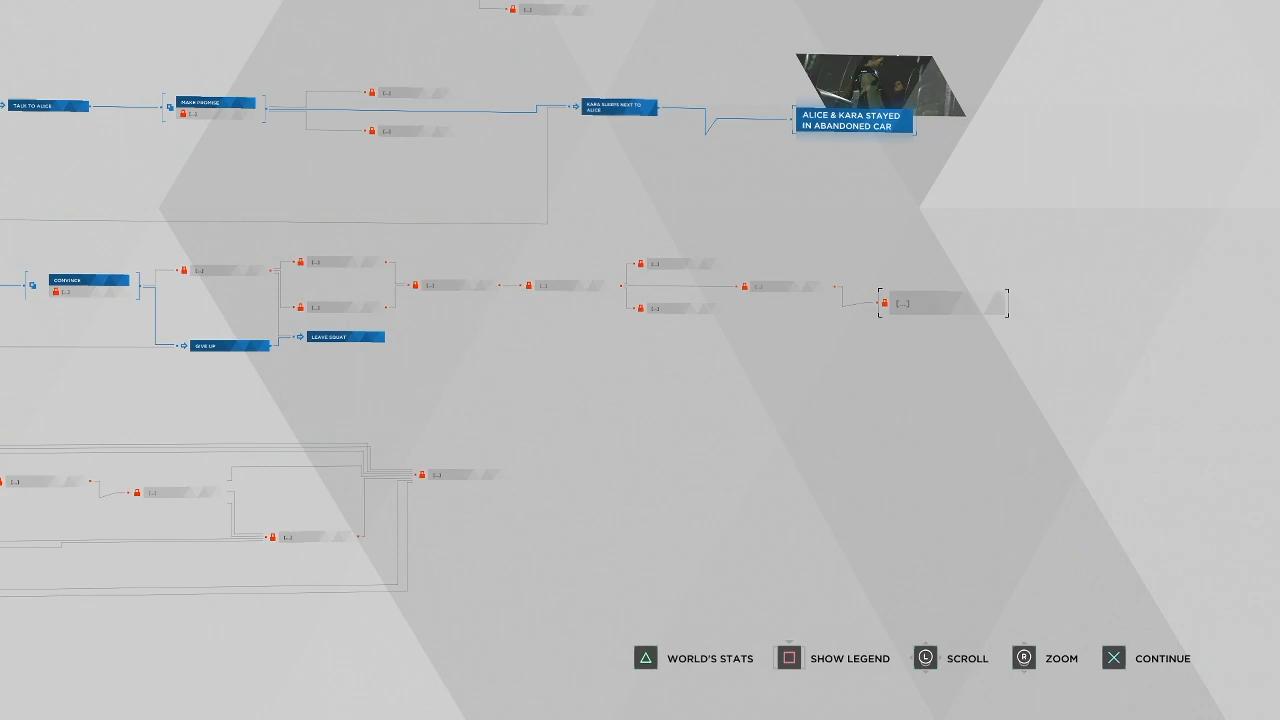 [...]
[...]
TALK TO ALICE
MAKE PROMISE
[...]
[...]
KARA SLEEPS NEXT TO
ALICE
ALICE & KARA STAYED
IN ABANDONED CAR
CONVINCE
[...]
[...]
[...]
[...]
[...]
[...]
[...]
[...]
[...]
[...]
GIVE UP
LEAVE SQUAT
[...]
[...]
[...]
[...]
WORLD'S STATS
SHOW LEGEND
L
SCROLL
R
ZOOM
CONTINUE